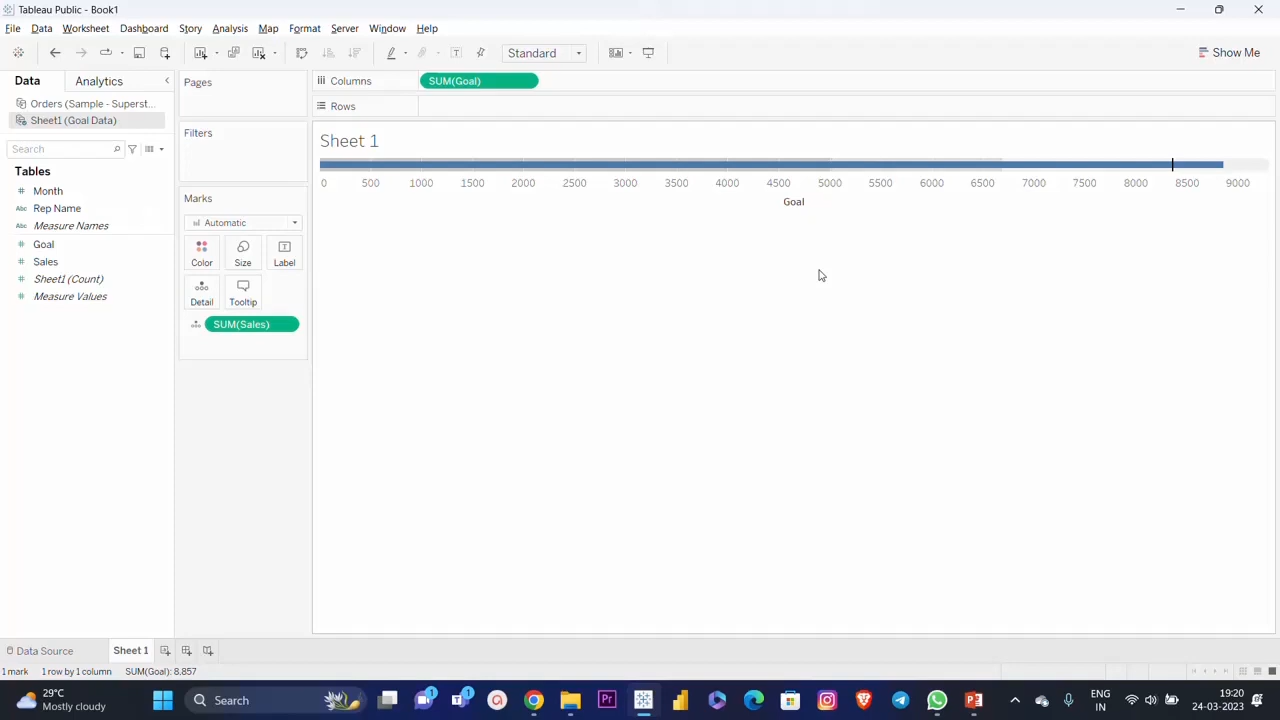 Tableau Public - Book1
File Data Worksheet Dashboard Story Analysis Map Format Server Window Help
Standard
Show Me
Data Analytics
Pages
Columns SUM(Goal)
Rows
Orders (Sample - Superst...
Sheet1 (Goal Data)
Filters
Search
Tables
Month
Abc Rep Name
Abc Measure Names
Goal
Sales
Sheet1 (Count)
Measure Values
Marks
Automatic
Color Size Label
Detail Tooltip
SUM(Sales)
Sheet 1
0 500 1000 1500 2000 2500 3000 3500 4000 4500 5000 5500 6000 6500 7000 7500 8000 8500 9000
Goal
Data Source Sheet 1
1 mark 1 row by 1 column SUM(Goal): 8,857
29°C
Mostly cloudy
Search
1
1
Pr
ENG
IN
19:20
24-03-2023